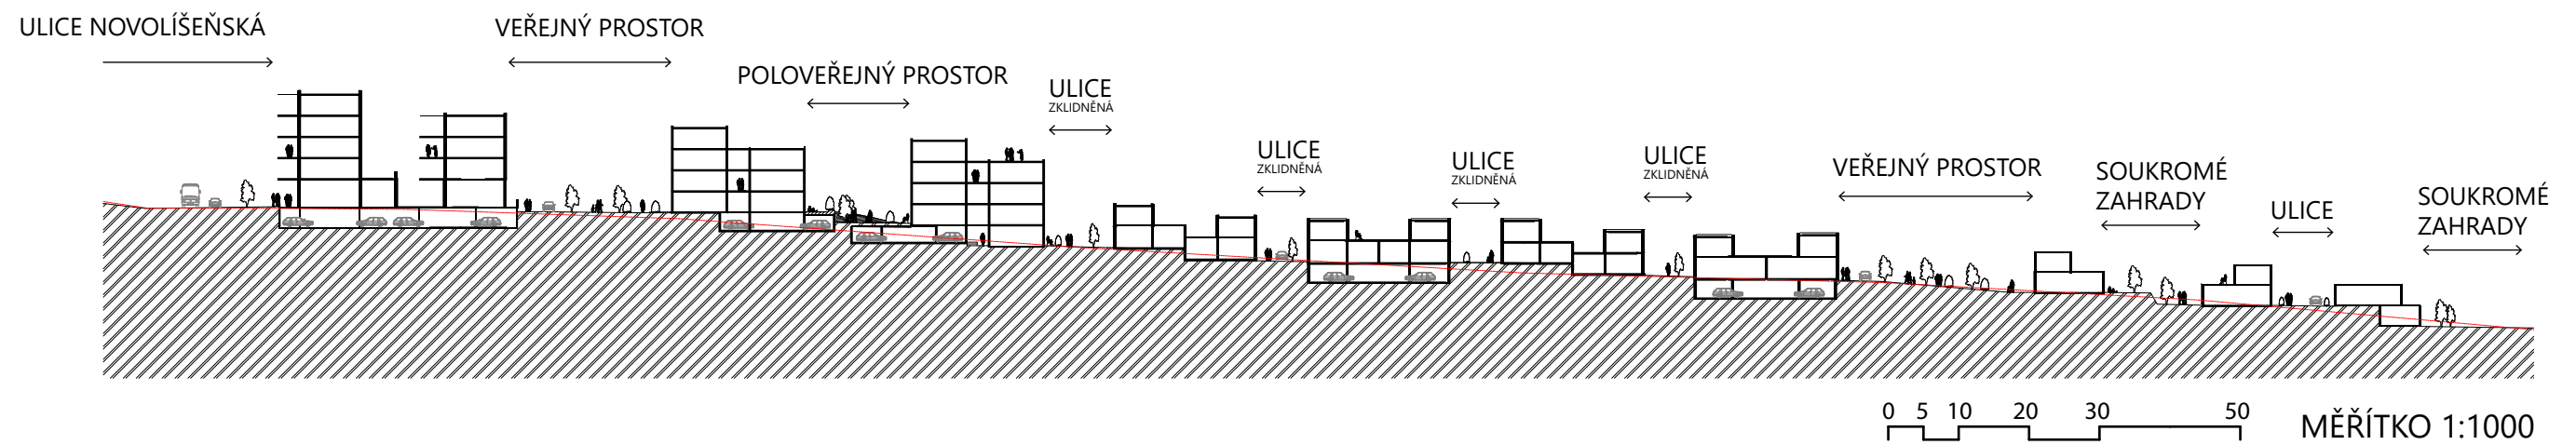 ULICE NOVOLÍŠEŇSKÁ
VEŘEJNÝ PROSTOR
POLOVEŘEJNÝ PROSTOR
ULICE
ZKLIDNĚNÁ
ULICE
ZKLIDNĚNÁ
ULICE
ZKLIDNĚNÁ
ULICE
ZKLIDNĚNÁ
VEŘEJNÝ PROSTOR
SOUKROMÉ
ZAHRADY
ULICE
SOUKROMÉ
ZAHRADY
0 5 10 20 30 50
MĚŘÍTKO 1:1000